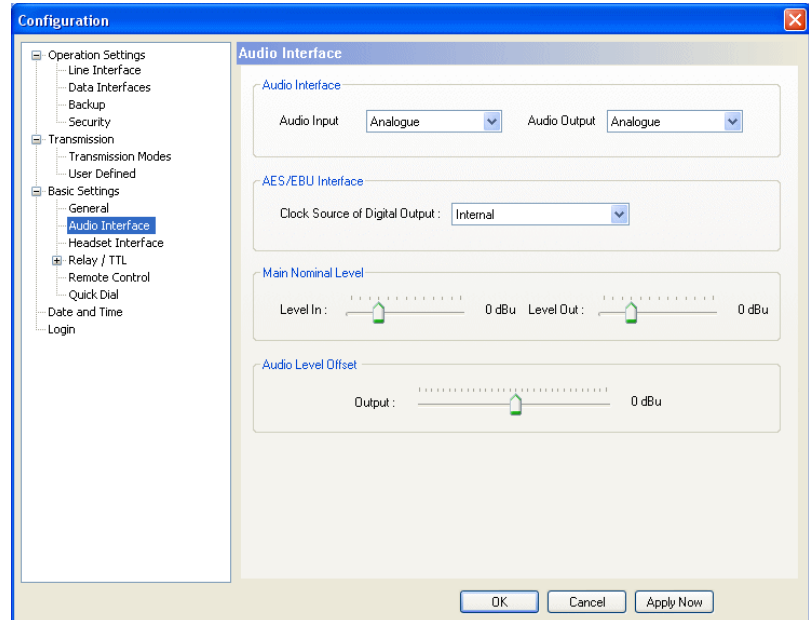 Configuration
Operation Settings
Line Interface
Data Interfaces
Backup
Security
Transmission
Transmission Modes
User Defined
Basic Settings
General
Audio Interface
Headset Interface
Relay / TTL
Remote Control
Quick Dial
Date and Time
Login
Audio Interface
Audio Interface
Audio Input Analogue Audio Output Analogue
AES/EBU Interface
Clock Source of Digital Output : Internal
Main Nominal Level
Level In : 0 dBu Level Out : 0 dBu
Audio Level Offset
Output : 0 dBu
OK Cancel Apply Now